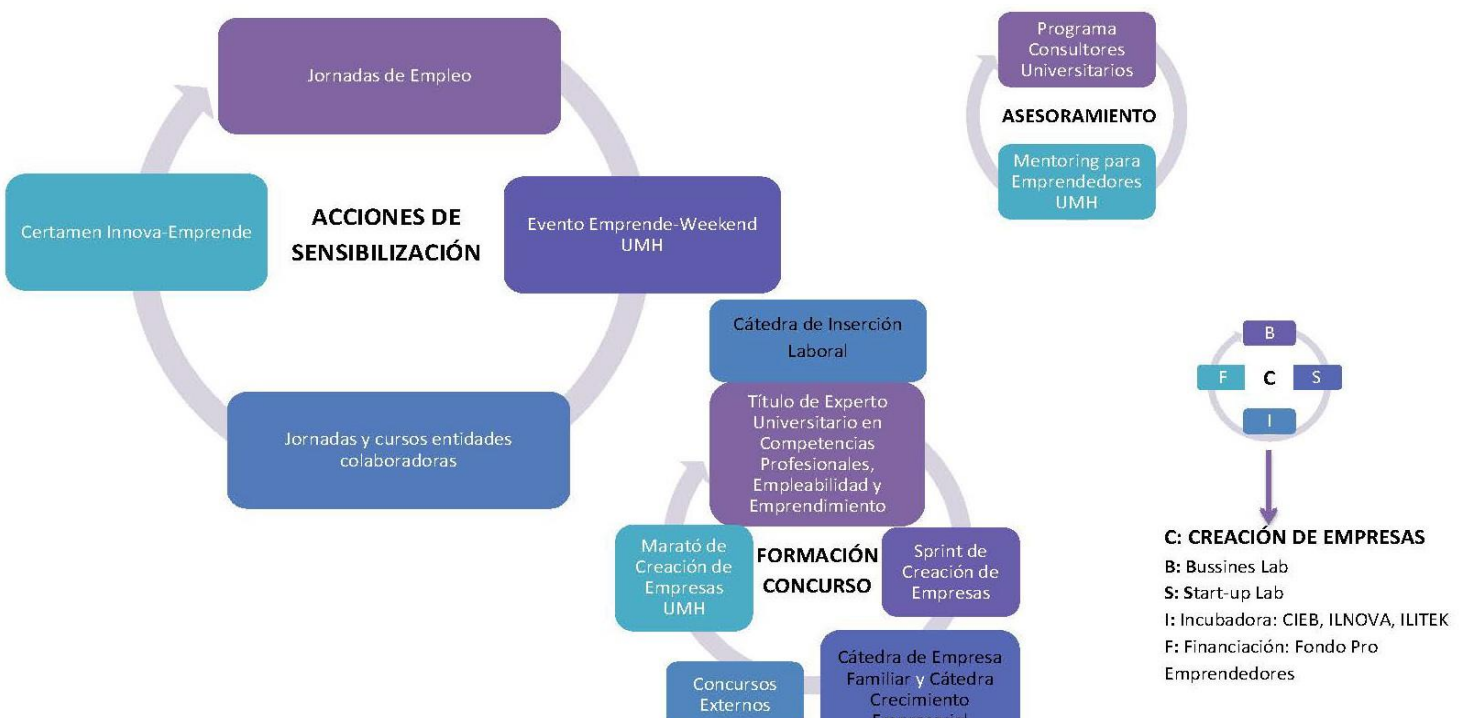 Jornadas de Empleo
Certamen Innova-Emprende
ACCIONES DE
SENSIBILIZACIÓN
Evento Emprende-Weekend
UMH
Jornadas y cursos entidades
colaboradoras
Programa
Consultores
Universitarios
ASESORAMIENTO
Mentoring para
Emprendedores
UMH
Cátedra de Inserción
Laboral
Título de Experto
Universitario en
Competencias
Profesionales,
Empleabilidad y
Emprendimiento
Marató de
Creación de
Empresas
UMH
FORMACIÓN
CONCURSO
Sprint de
Creación de
Empresas
Concursos
Externos
Cátedra de Empresa
Familiar y Cátedra
Crecimiento
B
F
C
S
I
C: CREACIÓN DE EMPRESAS
B: Bussines Lab
S: Start-up Lab
I: Incubadora: CIEB, ILNOVA, ILITEK
F: Financiación: Fondo Pro
Emprendedores